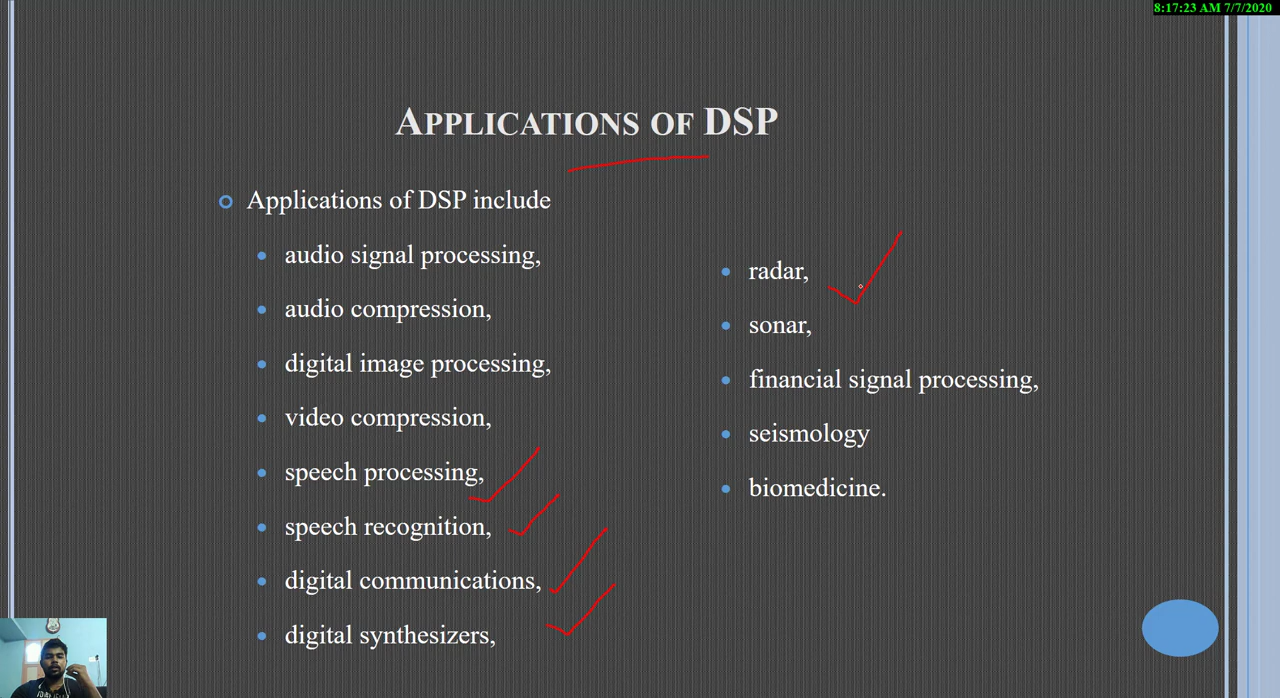 8:17:23 AM 7/7/2020
APPLICATIONS OF DSP
Applications of DSP include
audio signal processing,
audio compression,
digital image processing,
video compression,
speech processing,
speech recognition,
digital communications,
digital synthesizers,
radar,
sonar,
financial signal processing,
seismology
biomedicine.